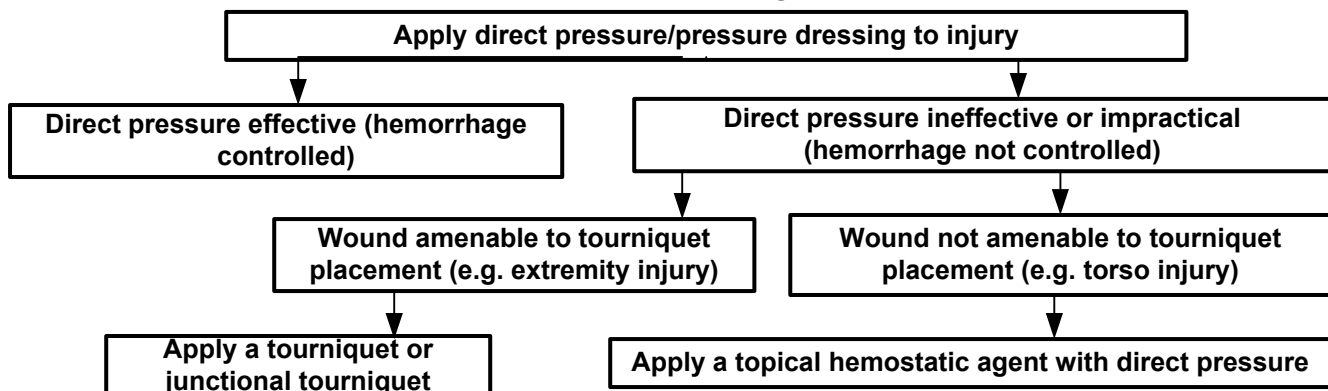 Apply direct pressure/pressure dressing to injury
Direct pressure effective (hemorrhage
controlled)
Direct pressure ineffective or impractical
(hemorrhage not controlled)
Wound amenable to tourniquet
placement (e.g. extremity injury)
Wound not amenable to tourniquet
placement (e.g. torso injury)
Apply a tourniquet or
junctional tourniquet
Apply a topical hemostatic agent with direct pressure